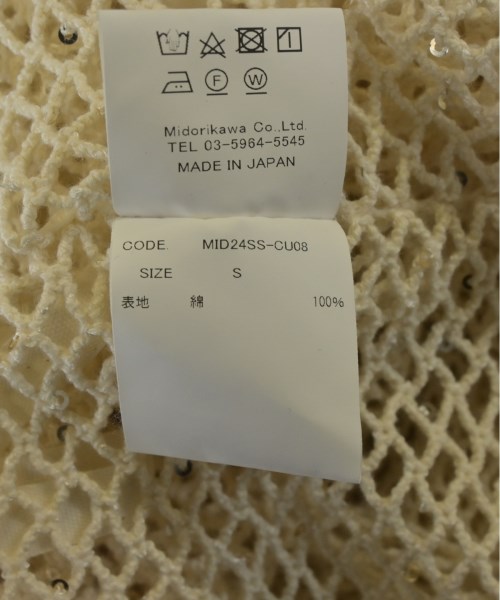 F W
Midorikawa Co.,Ltd.
TEL 03-5964-5545
MADE IN JAPAN
CODE MID24SS-CU08
SIZE S
表地 綿 100%